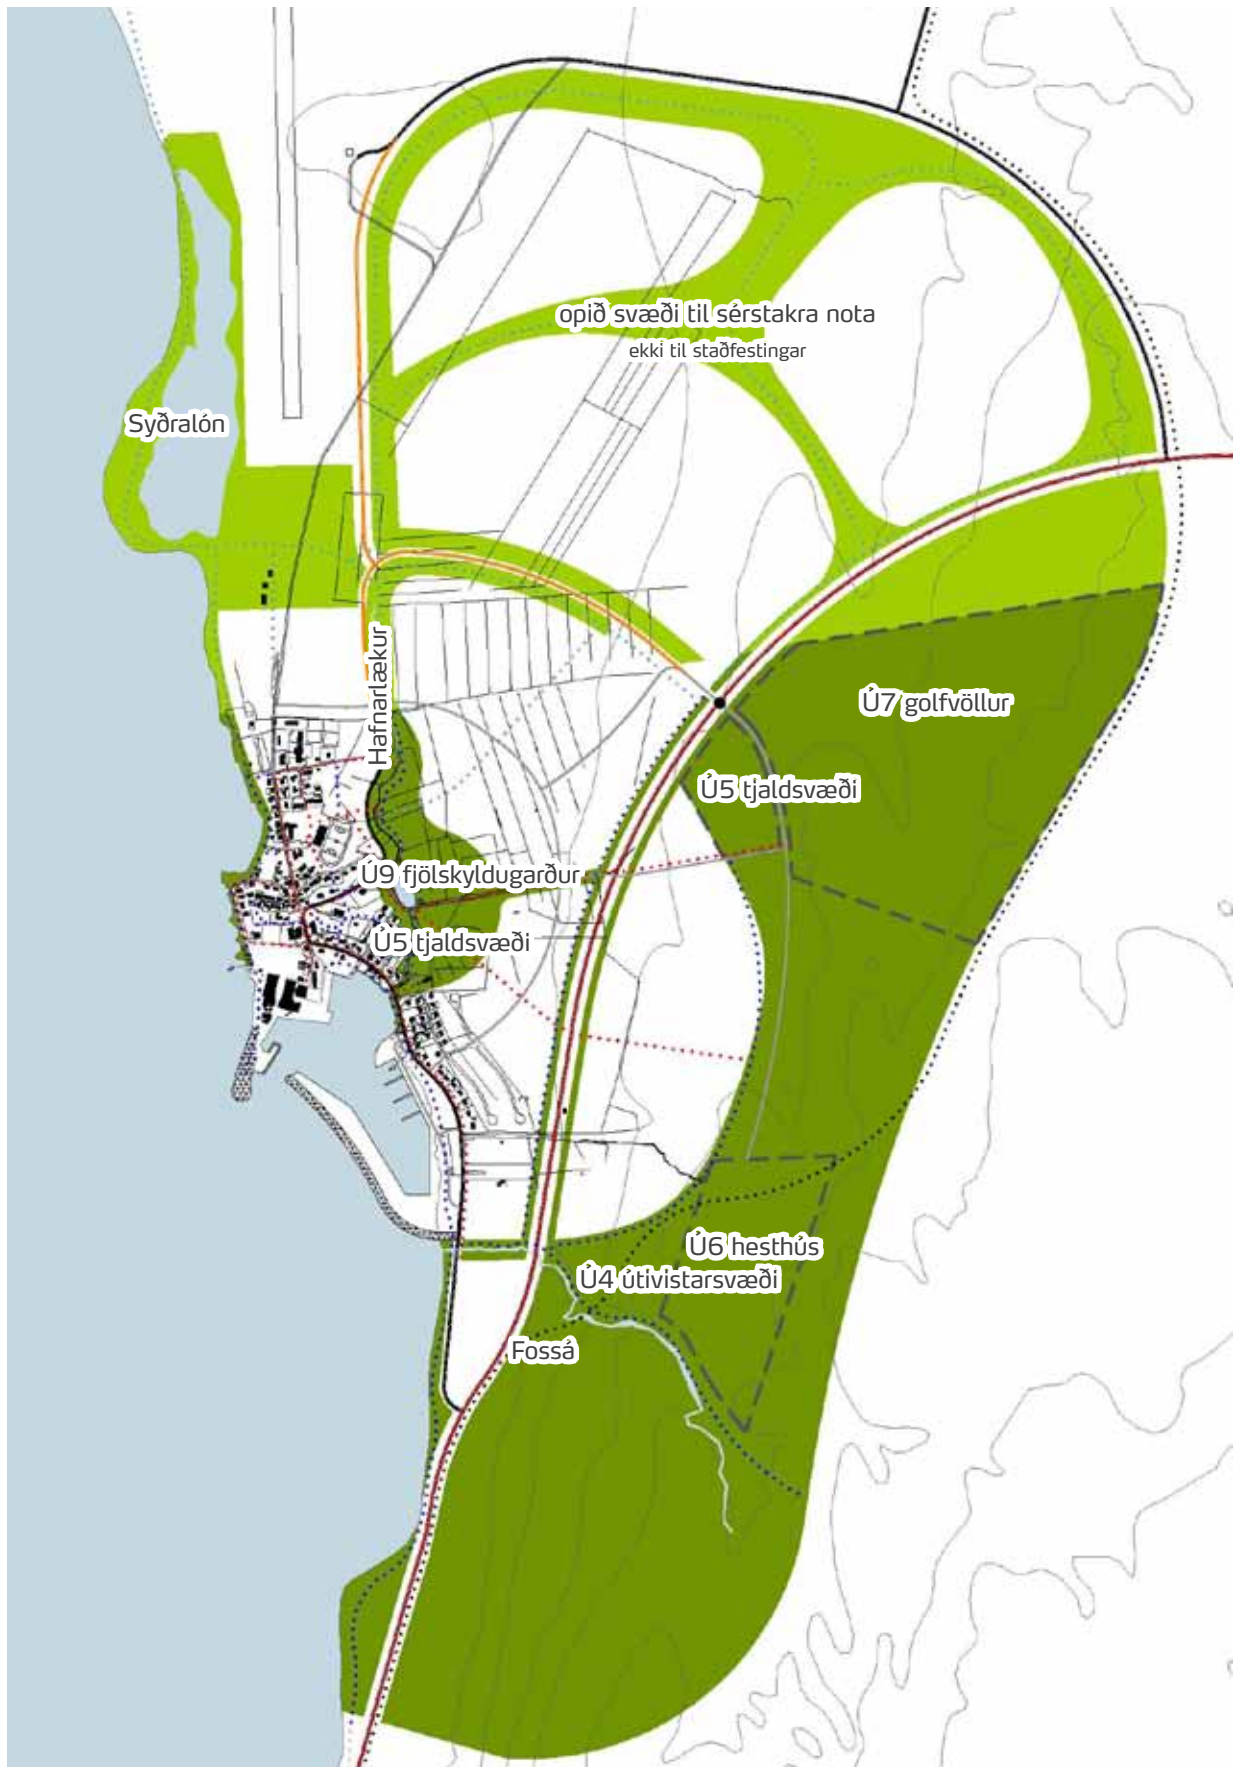 opið svæði til sérstakra nota
ekki til staðfestingar
Syðralón
Hafnarlækur
Ú7 golfvöllur
Ú5 tjaldsvæði
Ú9 fjölskyldugarður
Ú5 tjaldsvæði
Ú6 hesthús
Ú4 útivistarsvæði
Fossá